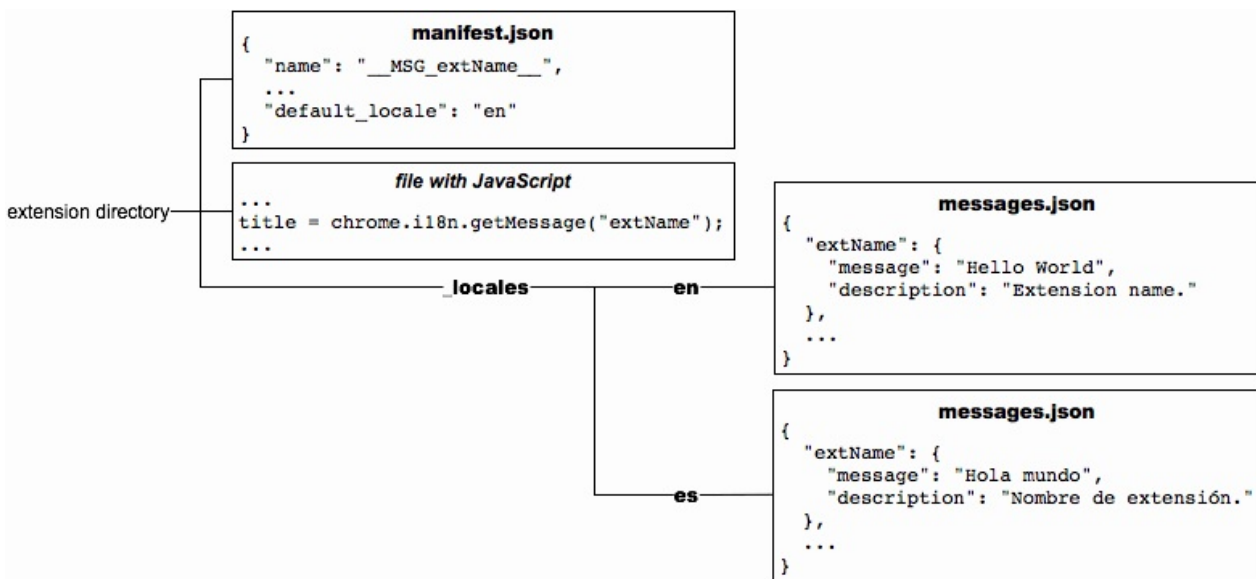 manifest.json
{
"name": "__MSG_extName__",
...
"default_locale": "en"
}
file with JavaScript
...
title = chrome.i18n.getMessage("extName");
...
extension directory
_locales
en
messages.json
{
"extName": {
"message": "Hello World",
"description": "Extension name."
},
...
}
es
messages.json
{
"extName": {
"message": "Hola mundo",
"description": "Nombre de extensión."
},
...
}